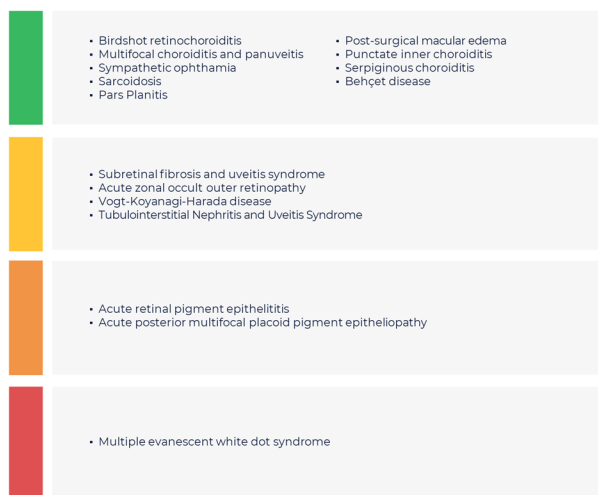 ▪ Birdshot retinochoroiditis
▪ Multifocal choroiditis and panuveitis
▪ Sympathetic ophthamia
▪ Sarcoidosis
▪ Pars Planitis
▪ Post-surgical macular edema
▪ Punctate inner choroiditis
▪ Serpiginous choroiditis
▪ Behçet disease
▪ Subretinal fibrosis and uveitis syndrome
▪ Acute zonal occult outer retinopathy
▪ Vogt-Koyanagi-Harada disease
▪ Tubulointerstitial Nephritis and Uveitis Syndrome
▪ Acute retinal pigment epithelititis
▪ Acute posterior multifocal placoid pigment epitheliopathy
▪ Multiple evanescent white dot syndrome